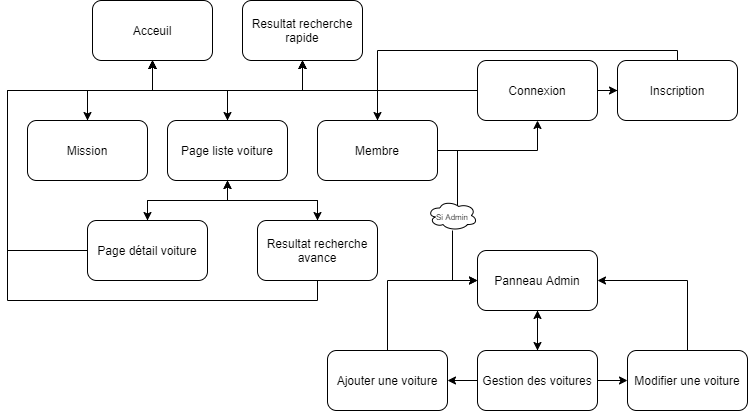 Acceuil
Resultat recherche
rapide
Connexion
Inscription
Mission
Page liste voiture
Membre
Si Admin
Page détail voiture
Resultat recherche
avance
Panneau Admin
Ajouter une voiture
Gestion des voitures
Modifier une voiture